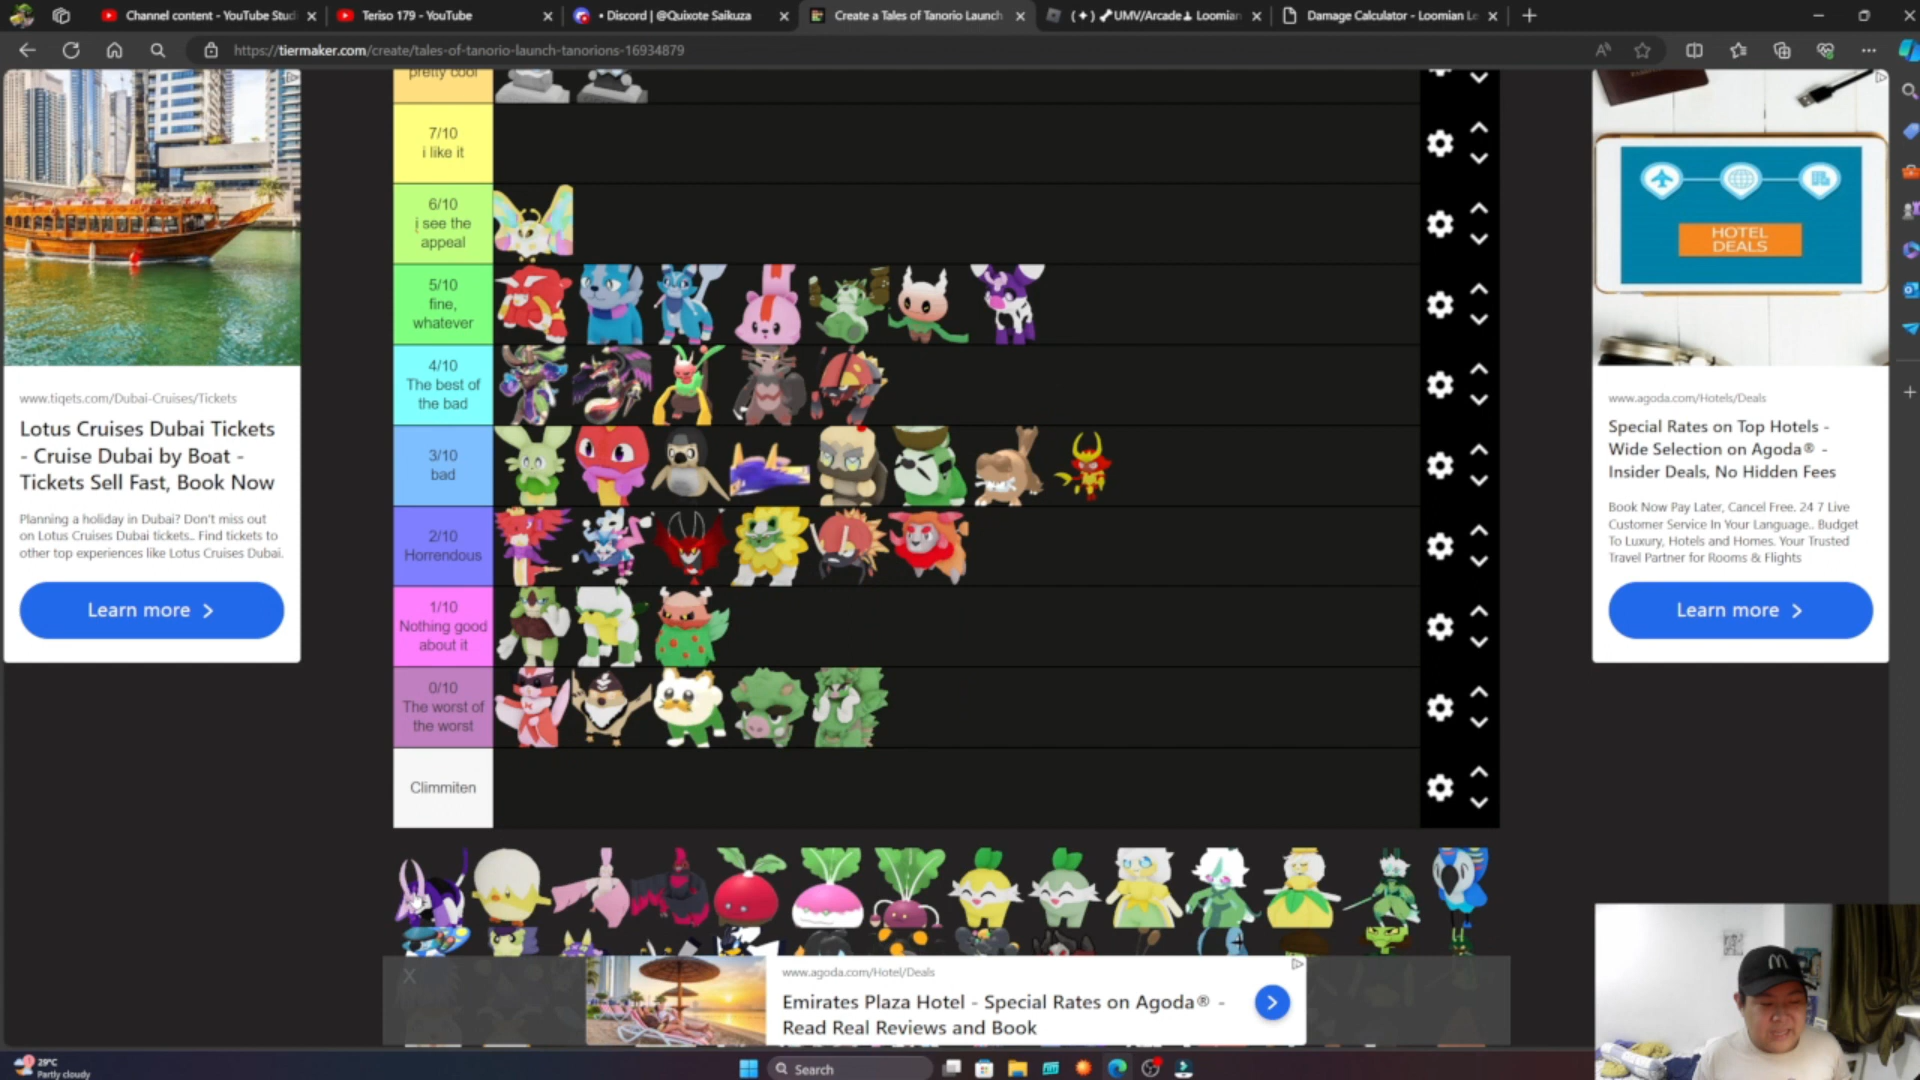 Channel content - YouTube Stud
Teriso 179 - YouTube
• Discord | @Quixote Saikuza
Create a Tales of Tanorio Launch
Damage Calculator - Loomian Le
https://tiermaker.com/create/tales-of-tanorio-launch-tanorions-16934879
pretty cool
7/10
i like it
6/10
i see the
appeal
5/10
fine,
whatever
4/10
The best of
the bad
3/10
bad
2/10
Horrendous
1/10
Nothing good
about it
0/10
The worst of
the worst
Climmiten
www.tiqets.com/Dubai-Cruises/Tickets
Lotus Cruises Dubai Tickets
- Cruise Dubai by Boat -
Tickets Sell Fast, Book Now
Planning a holiday in Dubai? Don't miss out
on Lotus Cruises Dubai tickets.. Find tickets to
other top experiences like Lotus Cruises Dubai.
Learn more
HOTEL
DEALS
www.agoda.com/Hotels/Deals
Special Rates on Top Hotels -
Wide Selection on Agoda® -
Insider Deals, No Hidden Fees
Book Now Pay Later, Cancel Free. 24 7 Live
Customer Service In Your Language.. Budget
To Luxury, Hotels and Homes. Your Trusted
Travel Partner for Rooms & Flights
Learn more
www.agoda.com/Hotel/Deals
Emirates Plaza Hotel - Special Rates on Agoda® -
Read Real Reviews and Book
29°C
Partly cloudy
Search